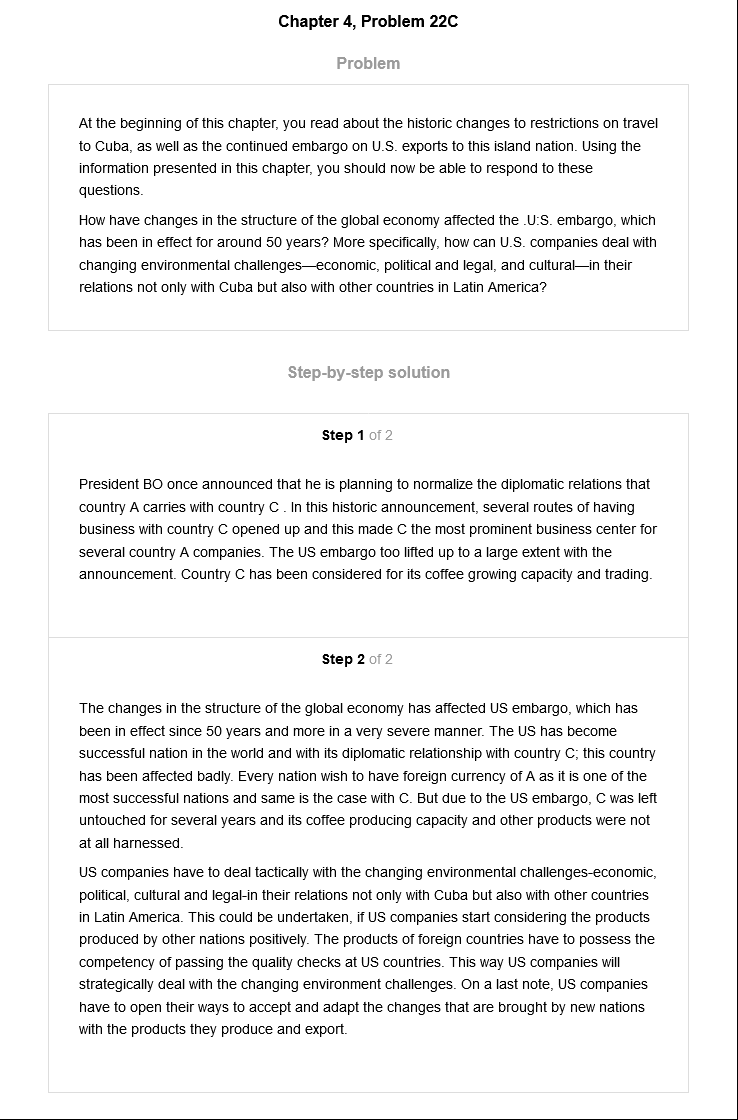 Chapter 4, Problem 22C
Problem
At the beginning of this chapter, you read about the historic changes to restrictions on travel
to Cuba, as well as the continued embargo on U.S. exports to this island nation. Using the
information presented in this chapter, you should now be able to respond to these
questions.
How have changes in the structure of the global economy affected the .U:S. embargo, which
has been in effect for around 50 years? More specifically, how can U.S. companies deal with
changing environmental challenges—economic, political and legal, and cultural—in their
relations not only with Cuba but also with other countries in Latin America?
Step-by-step solution
Step 1 of 2
President BO once announced that he is planning to normalize the diplomatic relations that
country A carries with country C . In this historic announcement, several routes of having
business with country C opened up and this made C the most prominent business center for
several country A companies. The US embargo too lifted up to a large extent with the
announcement. Country C has been considered for its coffee growing capacity and trading.
Step 2 of 2
The changes in the structure of the global economy has affected US embargo, which has
been in effect since 50 years and more in a very severe manner. The US has become
successful nation in the world and with its diplomatic relationship with country C; this country
has been affected badly. Every nation wish to have foreign currency of A as it is one of the
most successful nations and same is the case with C. But due to the US embargo, C was left
untouched for several years and its coffee producing capacity and other products were not
at all harnessed.
US companies have to deal tactically with the changing environmental challenges-economic,
political, cultural and legal-in their relations not only with Cuba but also with other countries
in Latin America. This could be undertaken, if US companies start considering the products
produced by other nations positively. The products of foreign countries have to possess the
competency of passing the quality checks at US countries. This way US companies will
strategically deal with the changing environment challenges. On a last note, US companies
have to open their ways to accept and adapt the changes that are brought by new nations
with the products they produce and export.